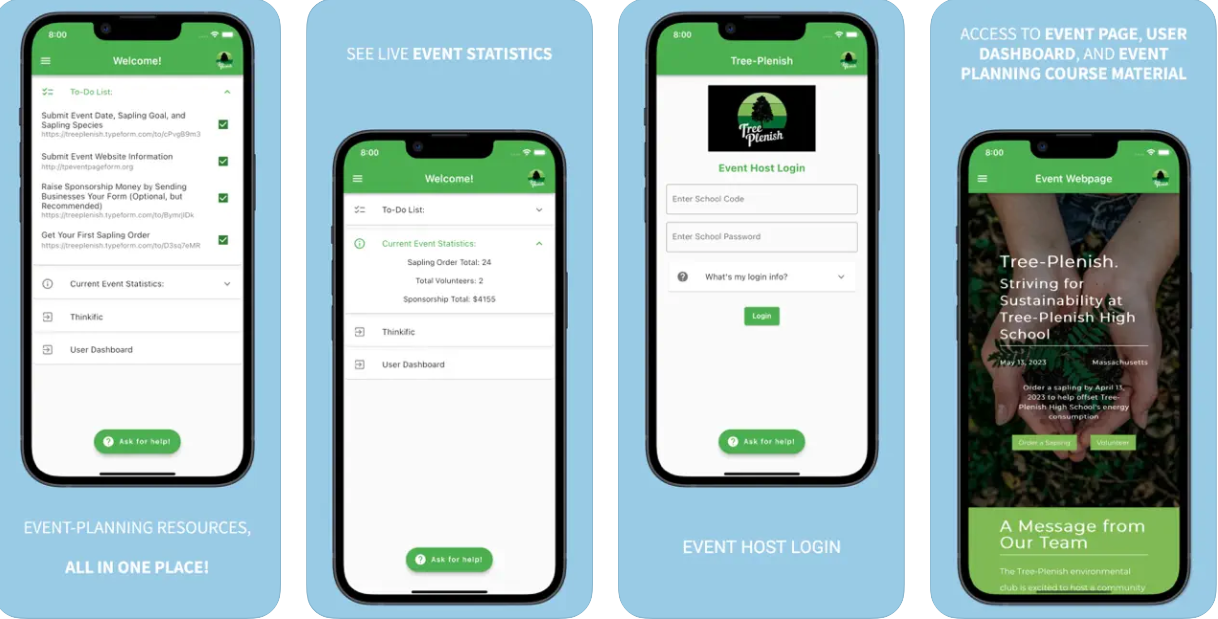 8:00
Welcome!
To-Do List:
Submit Event Date, Sapling Goal, and
Sapling Species
https://treeplenish.typeform.com/to/cPvgB9m3
Submit Event Website Information
http://tpeventpageform.org
Raise Sponsorship Money by Sending
Businesses Your Form (Optional, but
Recommended)
https://treeplenish.typeform.com/to/BymrjlDk
Get Your First Sapling Order
https://treeplenish.typeform.com/to/D3sq7eMR
Current Event Statistics:
Thinkific
User Dashboard
Ask for help!
EVENT-PLANNING RESOURCES,
ALL IN ONE PLACE!
SEE LIVE EVENT STATISTICS
8:00
Welcome!
To-Do List:
Current Event Statistics:
Sapling Order Total: 24
Total Volunteers: 2
Sponsorship Total: $4155
Thinkific
User Dashboard
Ask for help!
8:00
Tree-Plenish
Tree
Plenish
Event Host Login
Enter School Code
Enter School Password
What's my login info?
Login
Ask for help!
EVENT HOST LOGIN
ACCESS TO EVENT PAGE, USER
DASHBOARD, AND EVENT
PLANNING COURSE MATERIAL
8:00
Event Webpage
Tree-Plenish.
Striving for
Sustainability at
Tree-Plenish High
School
May 13, 2023
Massachusetts
Order a sapling by April 13,
2023 to help offset Tree-
Plenish High School's energy
consumption
Order a Sapling
Volunteer
A Message from
Our Team
The Tree-Plenish environmental
club is excited to host a community